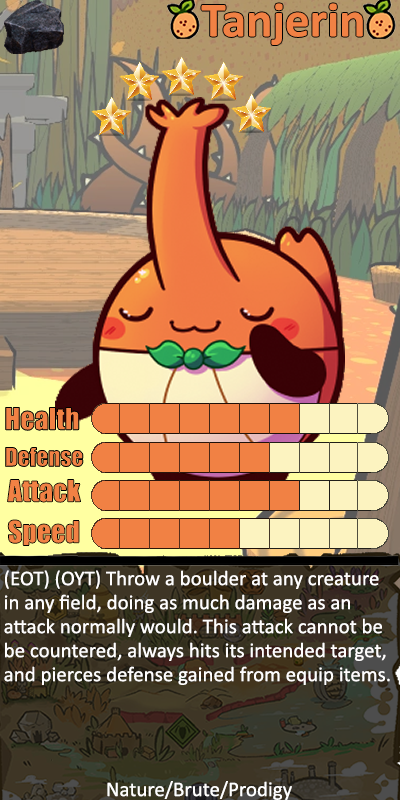 Tanjerin
Health
Defense
Attack
Speed
(EOT) (OYT) Throw a boulder at any creature
in any field, doing as much damage as an
attack normally would. This attack cannot be
be countered, always hits its intended target,
and pierces defense gained from equip items.
Nature/Brute/Prodigy